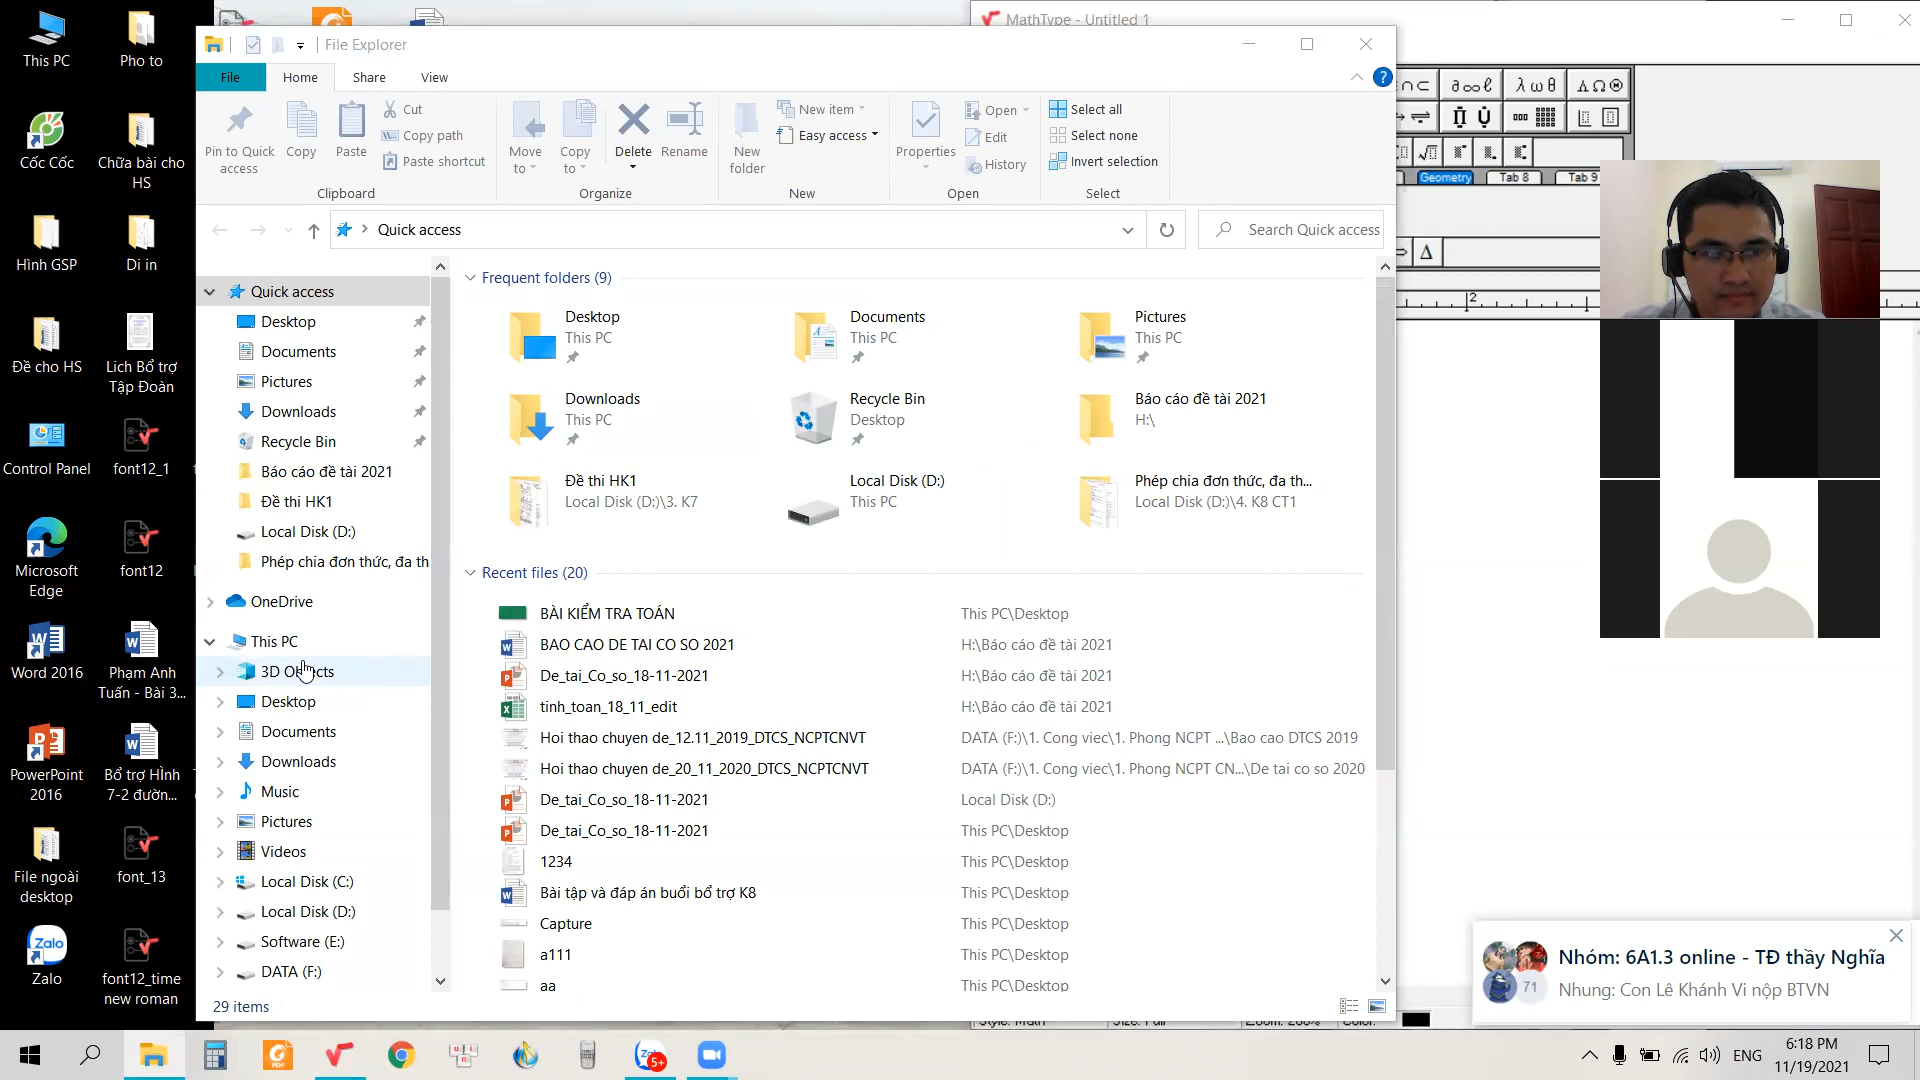 This PC
Pho to
Cốc Cốc
Chữa bài cho
HS
Hình GSP
Di in
Đề cho HS
Lich Bổ trợ
Tập Đoàn
Control Panel
font12_1
Microsoft
Edge
font12
Word 2016
Phạm Anh
Tuấn - Bài 3...
PowerPoint
2016
Bổ trợ HÌnh
7-2 đườn...
File ngoài
desktop
font_13
Zalo
font12_time
new roman
MathType - Untitled 1
File Explorer
File
Home
Share
View
Pin to Quick
access
Copy
Paste
Cut
Copy path
Paste shortcut
Clipboard
Move
to
Copy
to
Delete
Rename
Organize
New
folder
New item
Easy access
New
Properties
Open
Edit
History
Open
Select all
Select none
Invert selection
Select
Quick access
Search Quick access
Quick access
Desktop
Documents
Pictures
Downloads
Recycle Bin
Báo cáo đề tài 2021
Đề thi HK1
Local Disk (D:)
Phép chia đơn thức, đa th
OneDrive
This PC
3D Objects
Desktop
Documents
Downloads
Music
Pictures
Videos
Local Disk (C:)
Local Disk (D:)
Software (E:)
DATA (F:)
29 items
Frequent folders (9)
Desktop
This PC
Documents
This PC
Pictures
This PC
Downloads
This PC
Recycle Bin
Desktop
Báo cáo đề tài 2021
H:\
Đề thi HK1
Local Disk (D:)\3. K7
Local Disk (D:)
This PC
Phép chia đơn thức, đa th...
Local Disk (D:)\4. K8 CT1
Recent files (20)
BÀI KIỂM TRA TOÁN This PC\Desktop
BAO CAO DE TAI CO SO 2021 H:\Báo cáo đề tài 2021
De_tai_Co_so_18-11-2021 H:\Báo cáo đề tài 2021
tinh_toan_18_11_edit H:\Báo cáo đề tài 2021
Hoi thao chuyen de_12.11_2019_DTCS_NCPTCNVT DATA (F:)\1. Cong viec\1. Phong NCPT ...\Bao cao DTCS 2019
Hoi thao chuyen de_20_11_2020_DTCS_NCPTCNVT DATA (F:)\1. Cong viec\1. Phong NCPT CN...\De tai co so 2020
De_tai_Co_so_18-11-2021 Local Disk (D:)
De_tai_Co_so_18-11-2021 This PC\Desktop
1234 This PC\Desktop
Bài tập và đáp án buổi bổ trợ K8 This PC\Desktop
Capture This PC\Desktop
a111 This PC\Desktop
aa This PC\Desktop
∂∞ℓ
λωθ
ΔΩ⊗
Geometry
Tab 8
Tab 9
Δ
2
Nhóm: 6A1.3 online - TĐ thầy Nghĩa
71
Nhung: Con Lê Khánh Vi nộp BTVN
5+
ENG
6:18 PM
11/19/2021